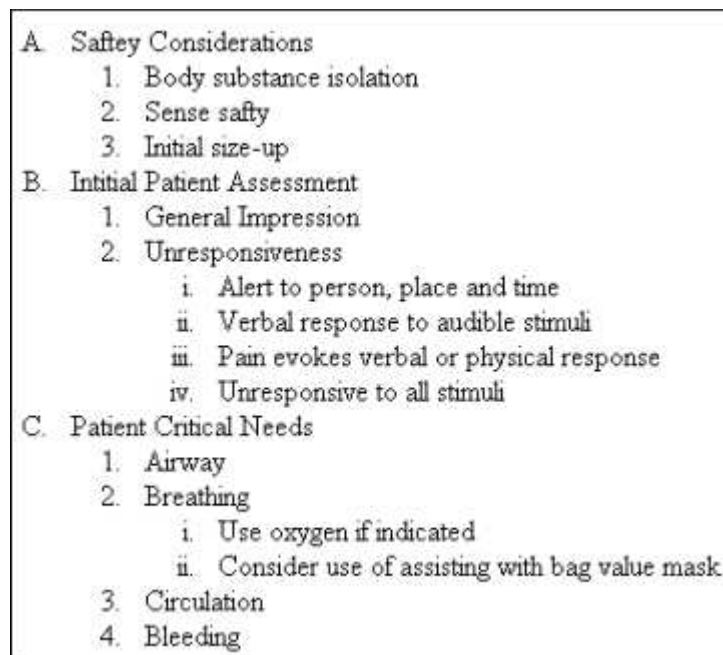 A. Saftey Considerations
1. Body substance isolation
2. Sense safty
3. Initial size-up
B. Intitial Patient Assessment
1. General Impression
2. Unresponsiveness
i. Alert to person, place and time
ii. Verbal response to audible stimuli
iii. Pain evokes verbal or physical response
iv. Unresponsive to all stimuli
C. Patient Critical Needs
1. Airway
2. Breathing
i. Use oxygen if indicated
ii. Consider use of assisting with bag value mask
3. Circulation
4. Bleeding